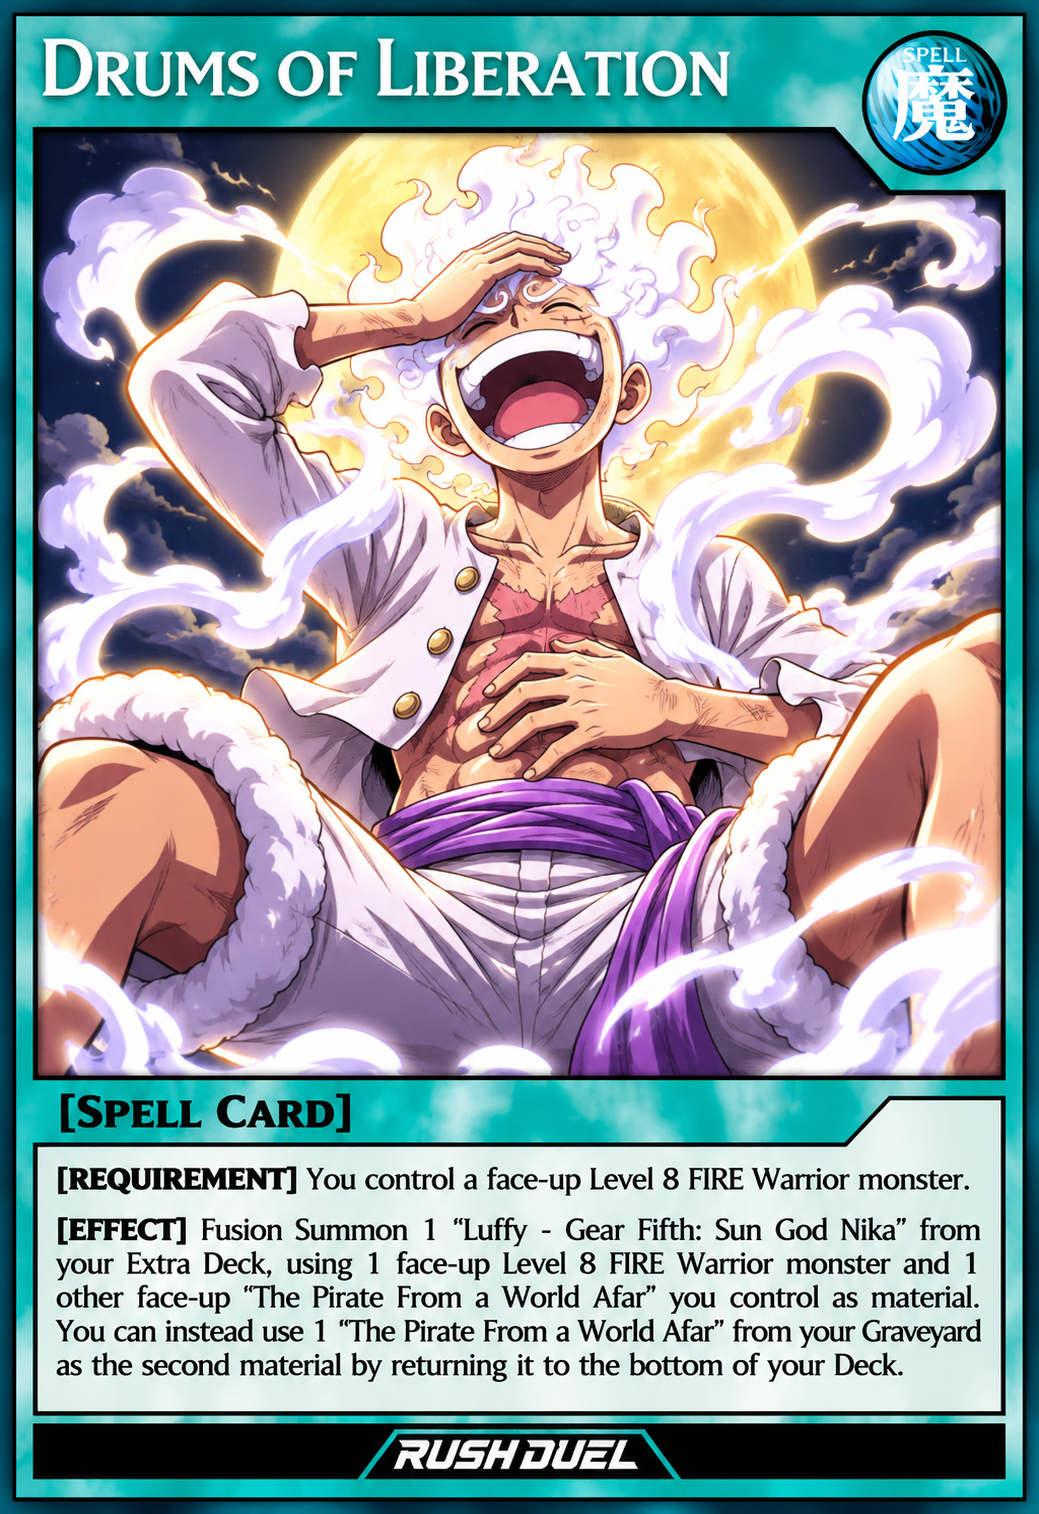 DRUMS OF LIBERATION
SPELL
魔
[SPELL CARD]
[REQUIREMENT] You control a face-up Level 8 FIRE Warrior monster.
[EFFECT] Fusion Summon 1 “Luffy - Gear Fifth: Sun God Nika” from
your Extra Deck, using 1 face-up Level 8 FIRE Warrior monster and 1
other face-up “The Pirate From a World Afar” you control as material.
You can instead use 1 “The Pirate From a World Afar” from your Graveyard
as the second material by returning it to the bottom of your Deck.
RUSH DUEL